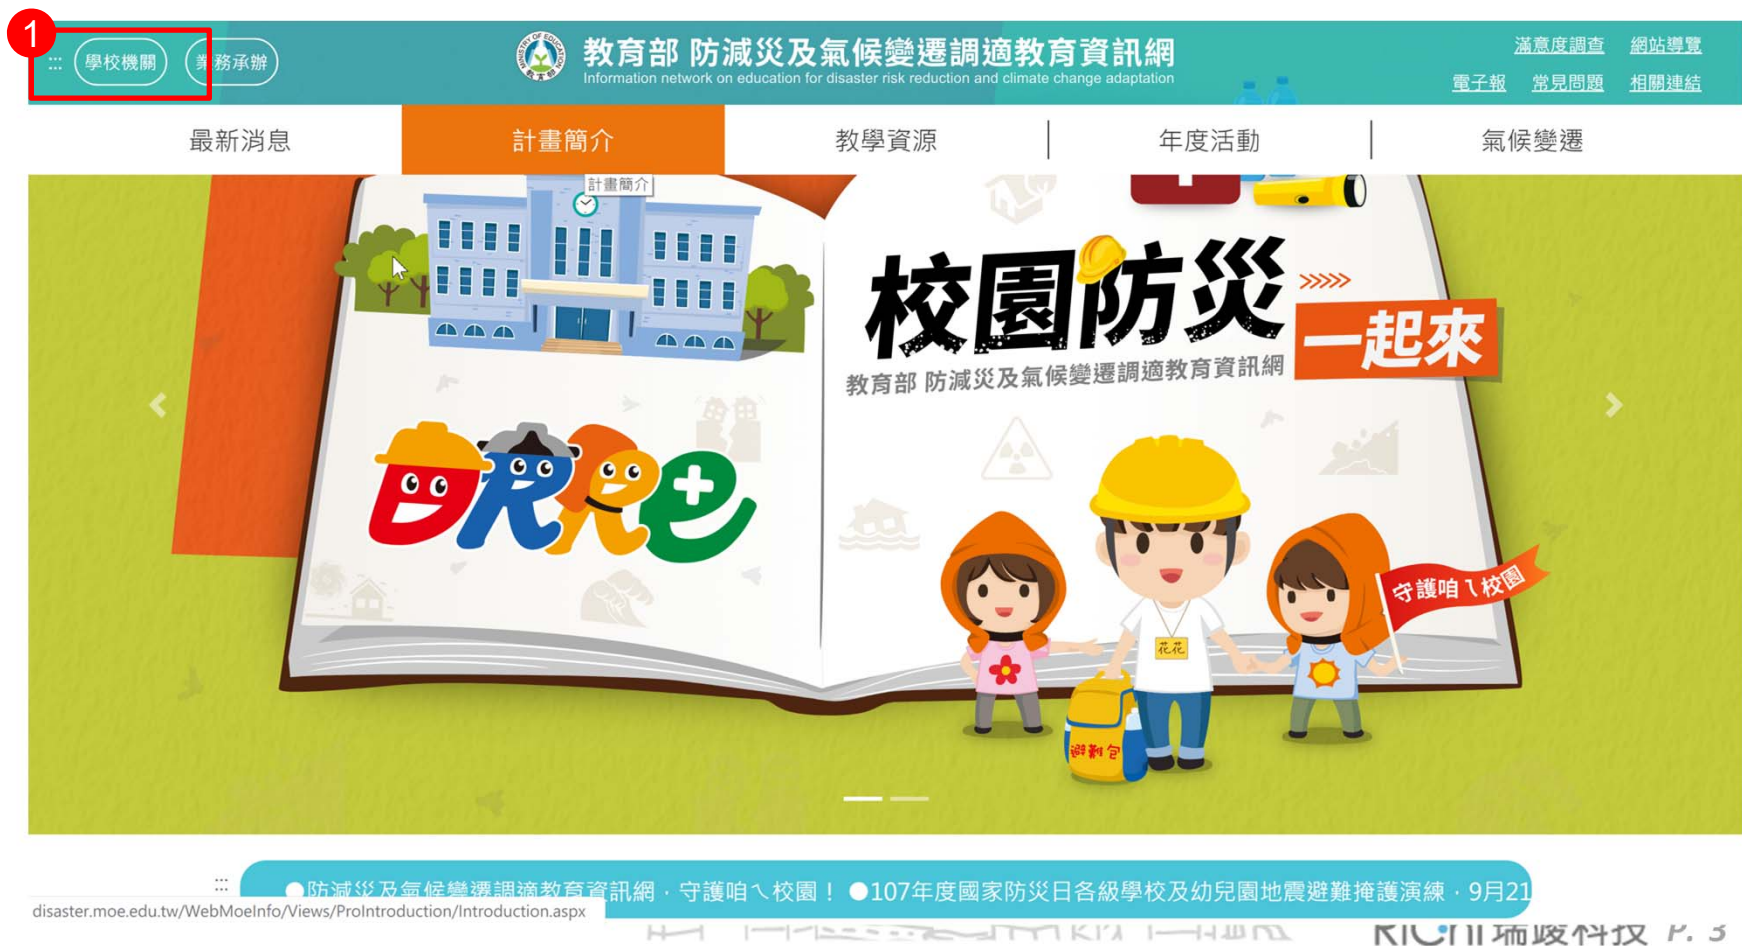 1
::: 學校機關 業務承辦
教育部 防減災及氣候變遷調適教育資訊網
Information network on education for disaster risk reduction and climate change adaptation
滿意度調查 網站導覽
電子報 常見問題 相關連結
最新消息 計畫簡介 教學資源 年度活動 氣候變遷
計畫簡介
校園防災 >>>>>
一起來
教育部 防減災及氣候變遷調適教育資訊網
DRRe
守護咱ㄟ校園
花花
避難包
::: ●防減災及氣候變遷調適教育資訊網，守護咱ㄟ校園！ ●107年度國家防災日各級學校及幼兒園地震避難掩護演練，9月21
disaster.moe.edu.tw/WebMoeInfo/Views/ProIntroduction/Introduction.aspx
RiCHI 瑞竣科技 P. 3